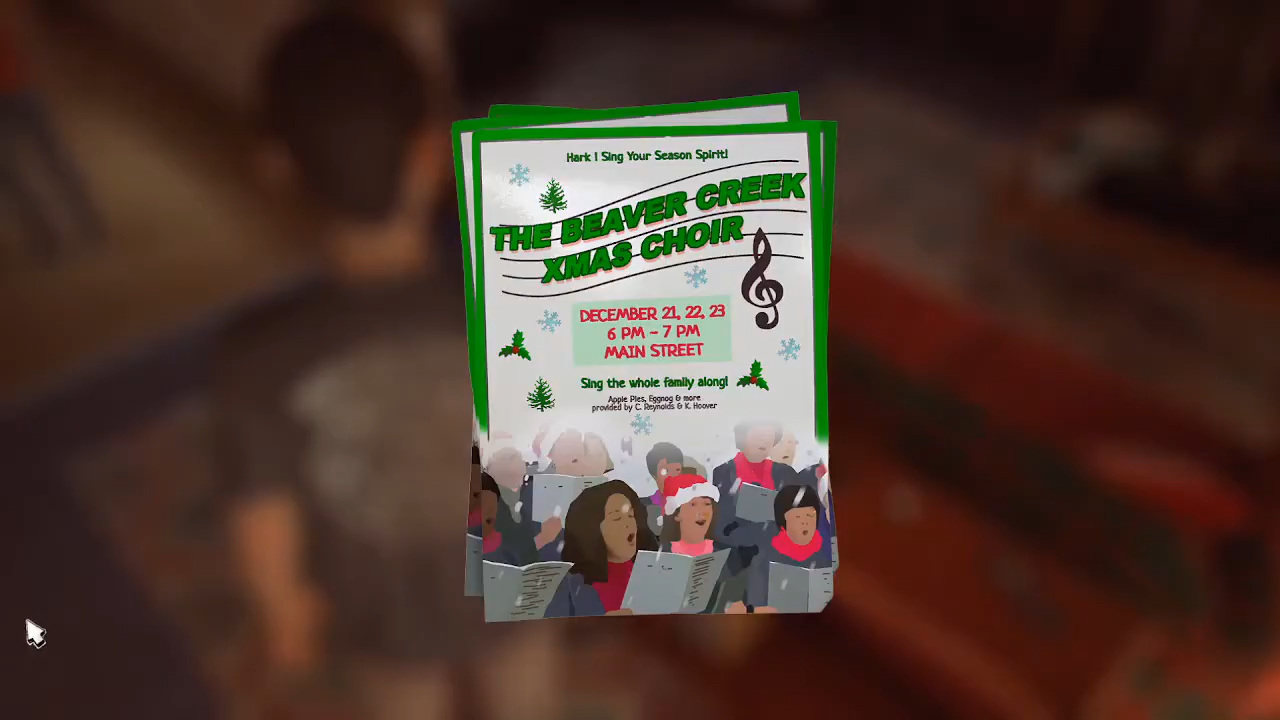 Hark ! Sing Your Season Spirit!
THE BEAVER CREEK
XMAS CHOIR
DECEMBER 21, 22, 23
6 PM - 7 PM
MAIN STREET
Sing the whole family along!
Apple Pies, Eggnog & more
provided by C. Reynolds & K. Hoover